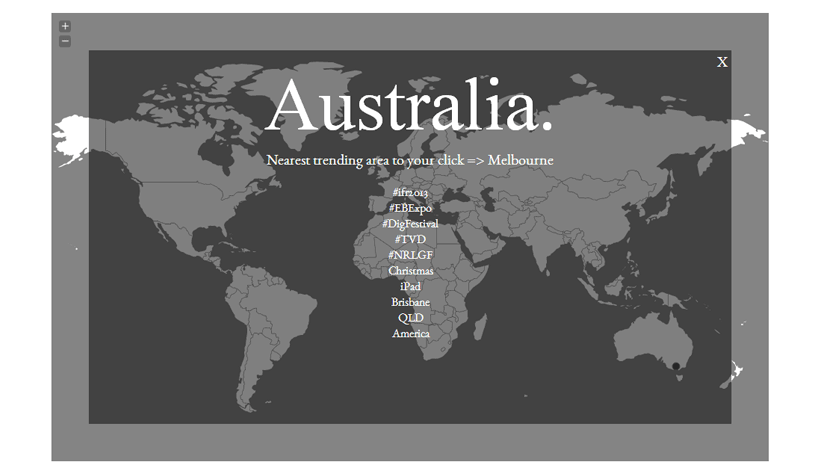 +
−
X
Australia.
Nearest trending area to your click => Melbourne
#ifr2013
#EBExpo
#DigFestival
#TVD
#NRLGF
Christmas
iPad
Brisbane
QLD
America